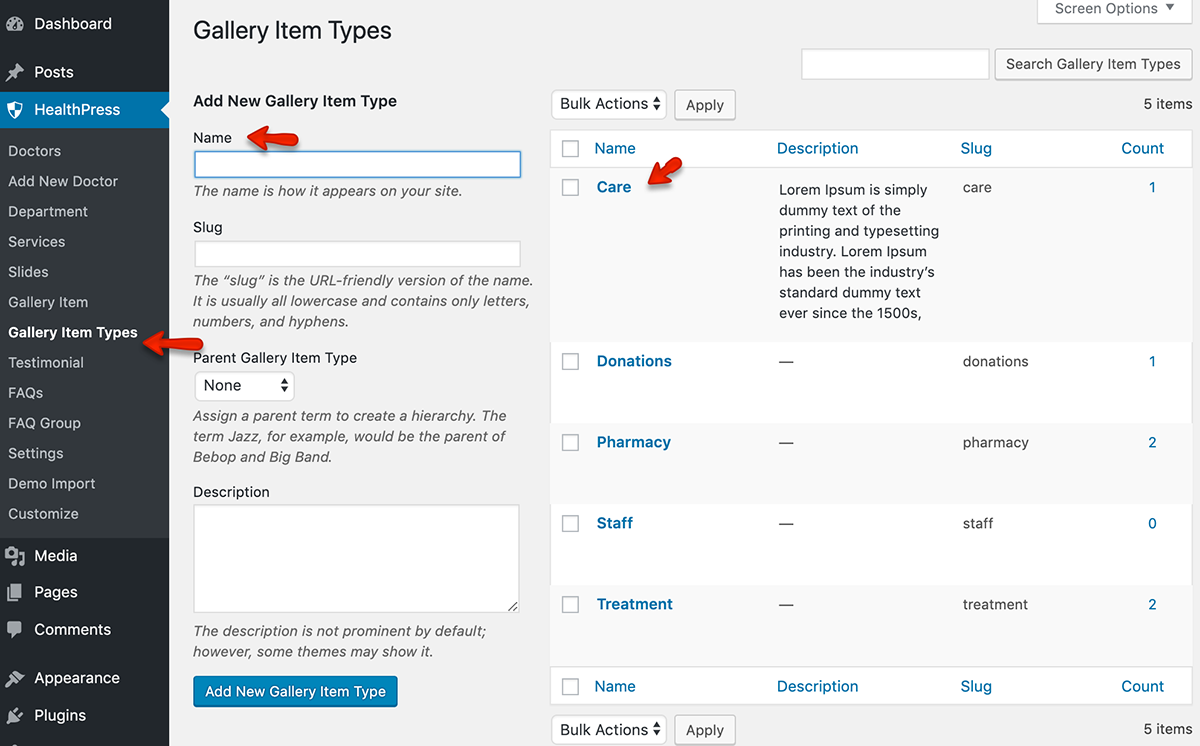 Dashboard
Posts
HealthPress
Doctors
Add New Doctor
Department
Services
Slides
Gallery Item
Gallery Item Types
Testimonial
FAQs
FAQ Group
Settings
Demo Import
Customize
Media
Pages
Comments
Appearance
Plugins
Screen Options
Gallery Item Types
Search Gallery Item Types
Add New Gallery Item Type
Name
The name is how it appears on your site.
Slug
The “slug” is the URL-friendly version of the name.
It is usually all lowercase and contains only letters,
numbers, and hyphens.
Parent Gallery Item Type
None
Assign a parent term to create a hierarchy. The
term Jazz, for example, would be the parent of
Bebop and Big Band.
Description
The description is not prominent by default;
however, some themes may show it.
Add New Gallery Item Type
Bulk Actions Apply 5 items
Name Description Slug Count
Care Lorem Ipsum is simply care 1
dummy text of the
printing and typesetting
industry. Lorem Ipsum
has been the industry’s
standard dummy text
ever since the 1500s,
Donations — donations 1
Pharmacy — pharmacy 2
Staff — staff 0
Treatment — treatment 2
Name Description Slug Count
Bulk Actions Apply 5 items